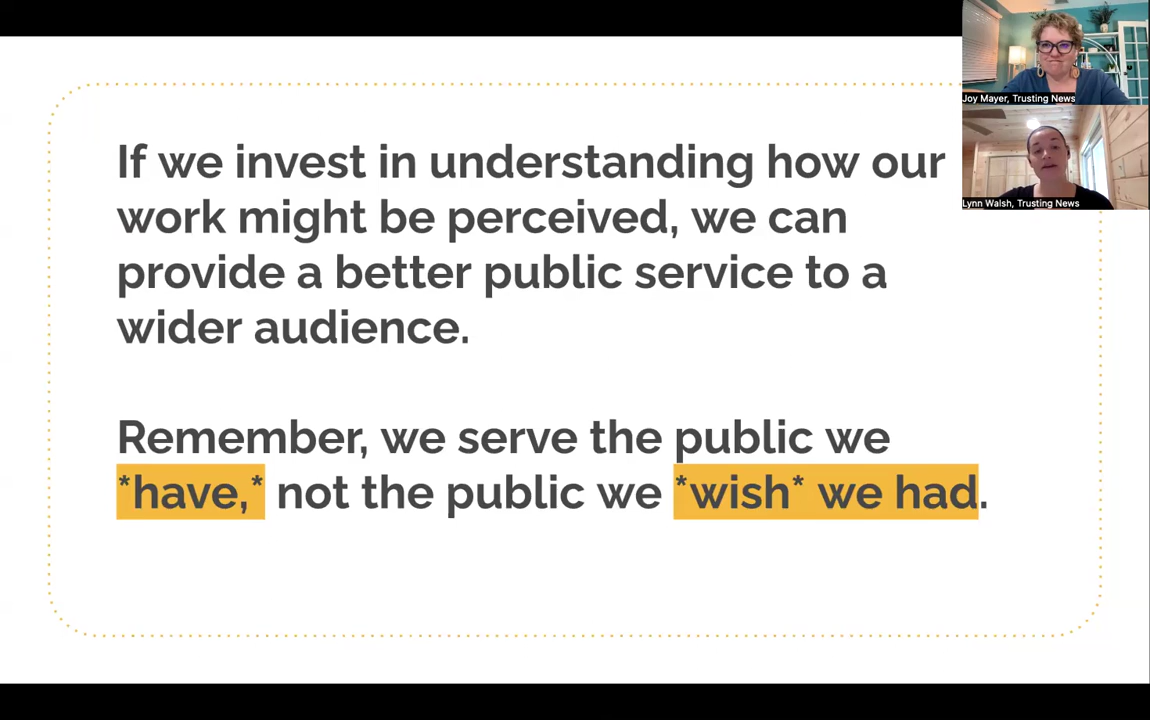 If we invest in understanding how our
work might be perceived, we can
provide a better public service to a
wider audience.
Remember, we serve the public we
*have,* not the public we *wish* we had.
Joy Mayer, Trusting News
Lynn Walsh, Trusting News